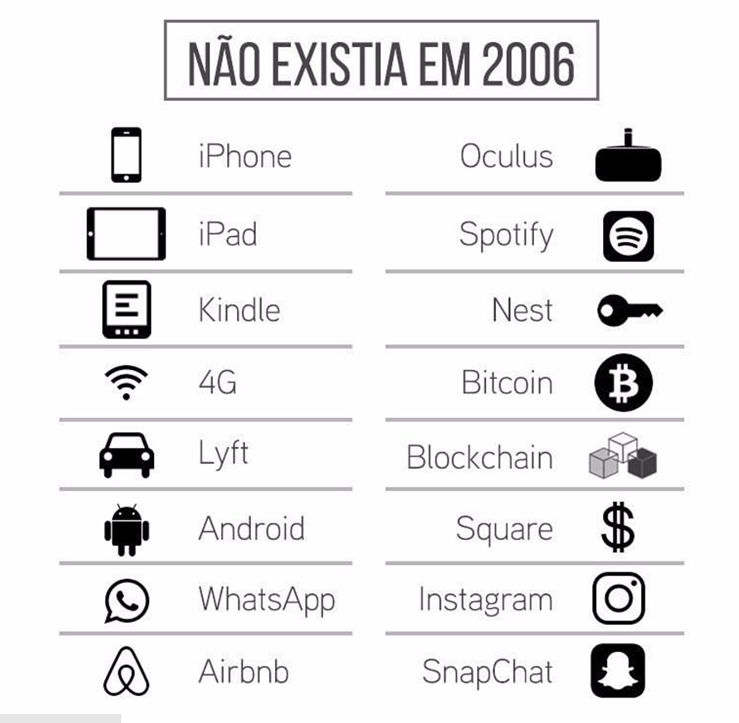 NÃO EXISTIA EM 2006
iPhone
iPad
Kindle
4G
Lyft
Android
WhatsApp
Airbnb
Oculus
Spotify
Nest
Bitcoin
Blockchain
Square
Instagram
SnapChat